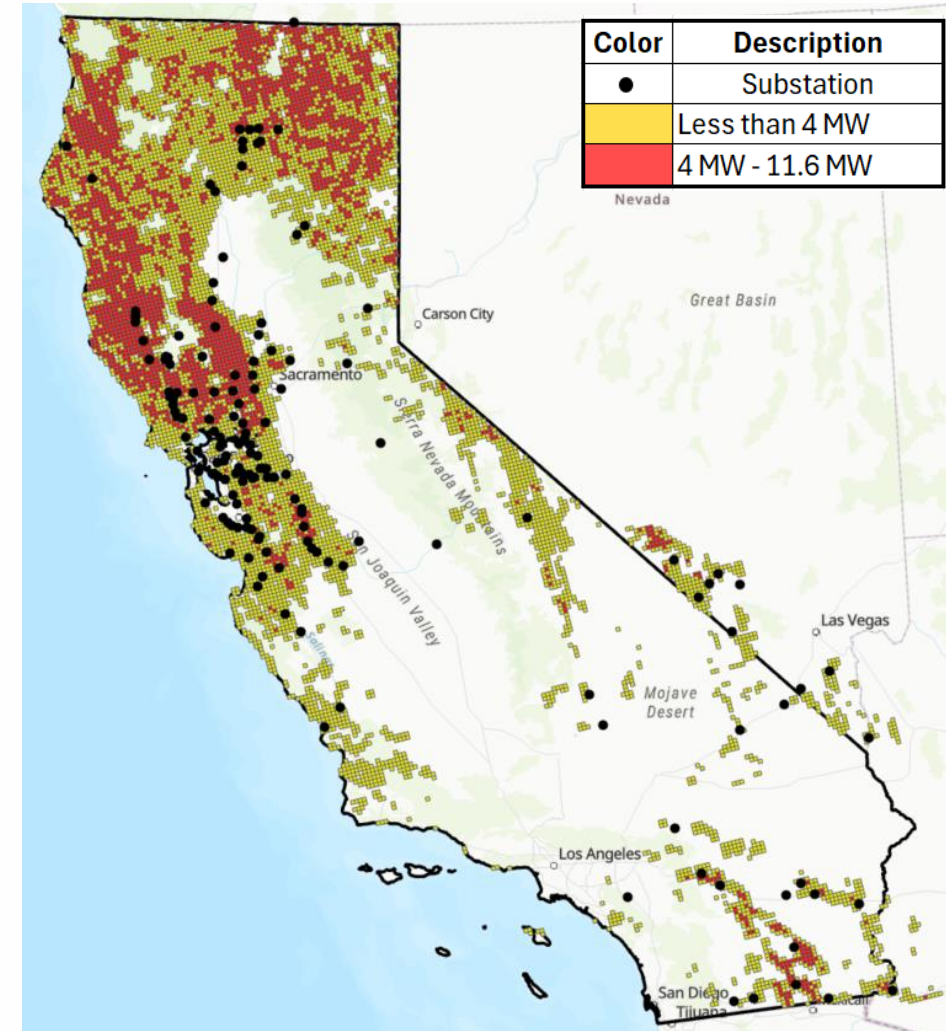 Color Description
Substation
Less than 4 MW
4 MW - 11.6 MW
Nevada
Great Basin
Carson City
Sacramento
Sierra Nevada Mountains
San Joaquin Valley
Salinas
Las Vegas
Mojave
Desert
Los Angeles
San Diego
Tijuana